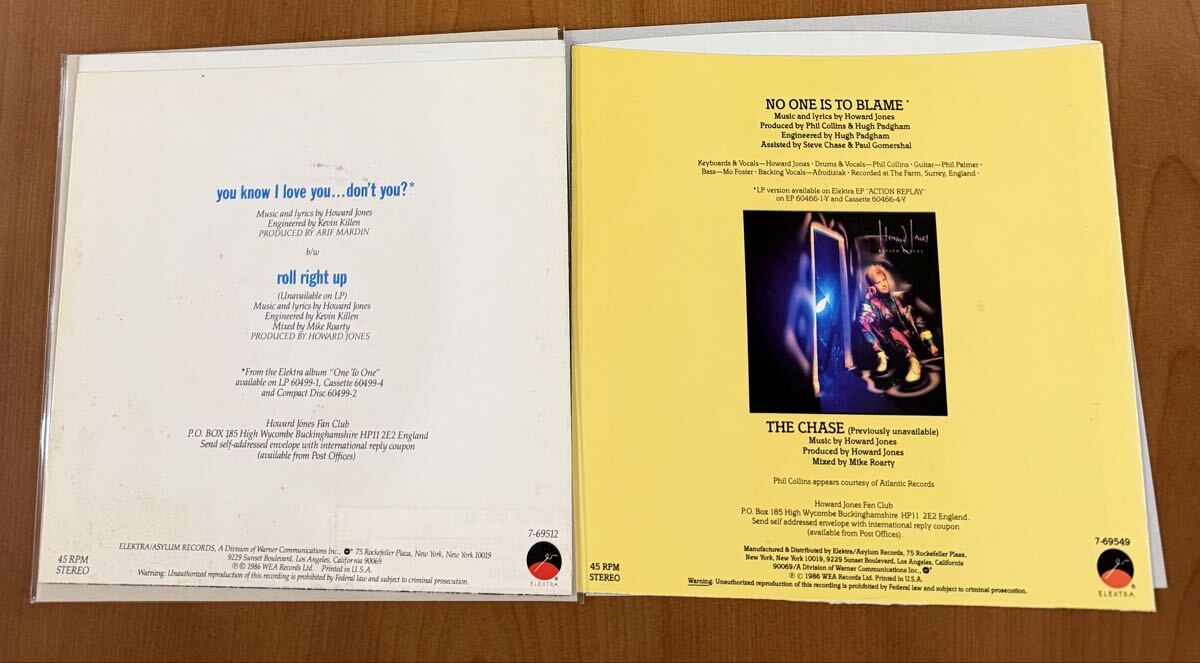 you know I love you...don't you?*
Music and lyrics by Howard Jones
Engineered by Kevin Killen
PRODUCED BY ARIF MARDIN
b/w
roll right up
(Unavailable on LP)
Music and lyrics by Howard Jones
Engineered by Kevin Killen
Mixed by Mike Roarty
PRODUCED BY HOWARD JONES
*From the Elektra album "One To One"
available on LP 60499-1, Cassette 60499-4
and Compact Disc 60499-2
Howard Jones Fan Club
P.O. BOX 185 High Wycombe Buckinghamshire HP11 2E2 England
Send self-addressed envelope with international reply coupon
(available from Post Offices)
7-69512
45 RPM
STEREO
ELEKTRA/ASYLUM RECORDS, A Division of Warner Communications Inc., 75 Rockefeller Plaza, New York, New York 10019
9229 Sunset Boulevard, Los Angeles, California 90069
℗ © 1986 WEA Records Ltd. Printed in U.S.A.
Warning: Unauthorized reproduction of this recording is prohibited by Federal law and subject to criminal prosecution.
ELEKTRA
NO ONE IS TO BLAME*
Music and lyrics by Howard Jones
Produced by Phil Collins & Hugh Padgham
Engineered by Hugh Padgham
Assisted by Steve Chase & Paul Gomershal
Keyboards & Vocals—Howard Jones • Drums & Vocals—Phil Collins • Guitar—Phil Palmer •
Bass—Mo Foster • Backing Vocals—Afrodiziak • Recorded at The Farm, Surrey, England •
*LP version available on Elektra EP "ACTION REPLAY"
on EP 60466-1-Y and Cassette 60466-4-Y
Howard Jones
ACTION REPLAY
THE CHASE (Previously unavailable)
Music by Howard Jones
Produced by Howard Jones
Mixed by Mike Roarty
Phil Collins appears courtesy of Atlantic Records
Howard Jones Fan Club
P.O. Box 185 High Wycombe Buckinghamshire HP11 2E2 England.
Send self addressed envelope with international reply coupon
(available from Post Offices).
7-69549
45 RPM
STEREO
Manufactured & Distributed by Elektra/Asylum Records, 75 Rockefeller Plaza,
New York, New York 10019, 9229 Sunset Boulevard, Los Angeles, California
90069/A Division of Warner Communications Inc.,
℗ © 1986 WEA Records Ltd. Printed in U.S.A.
Warning: Unauthorized reproduction of this recording is prohibited by Federal law and subject to criminal prosecution.
ELEKTRA